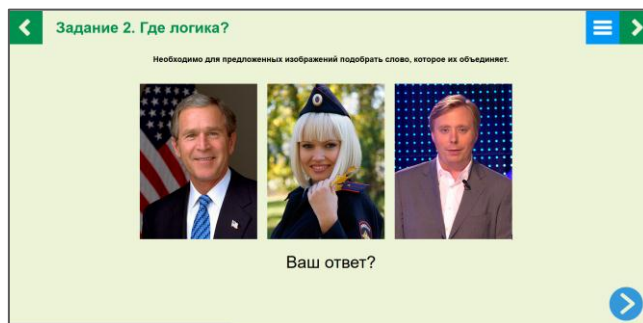 Задание 2. Где логика?
Необходимо для предложенных изображений подобрать слово, которое их объединяет.
Ваш ответ?